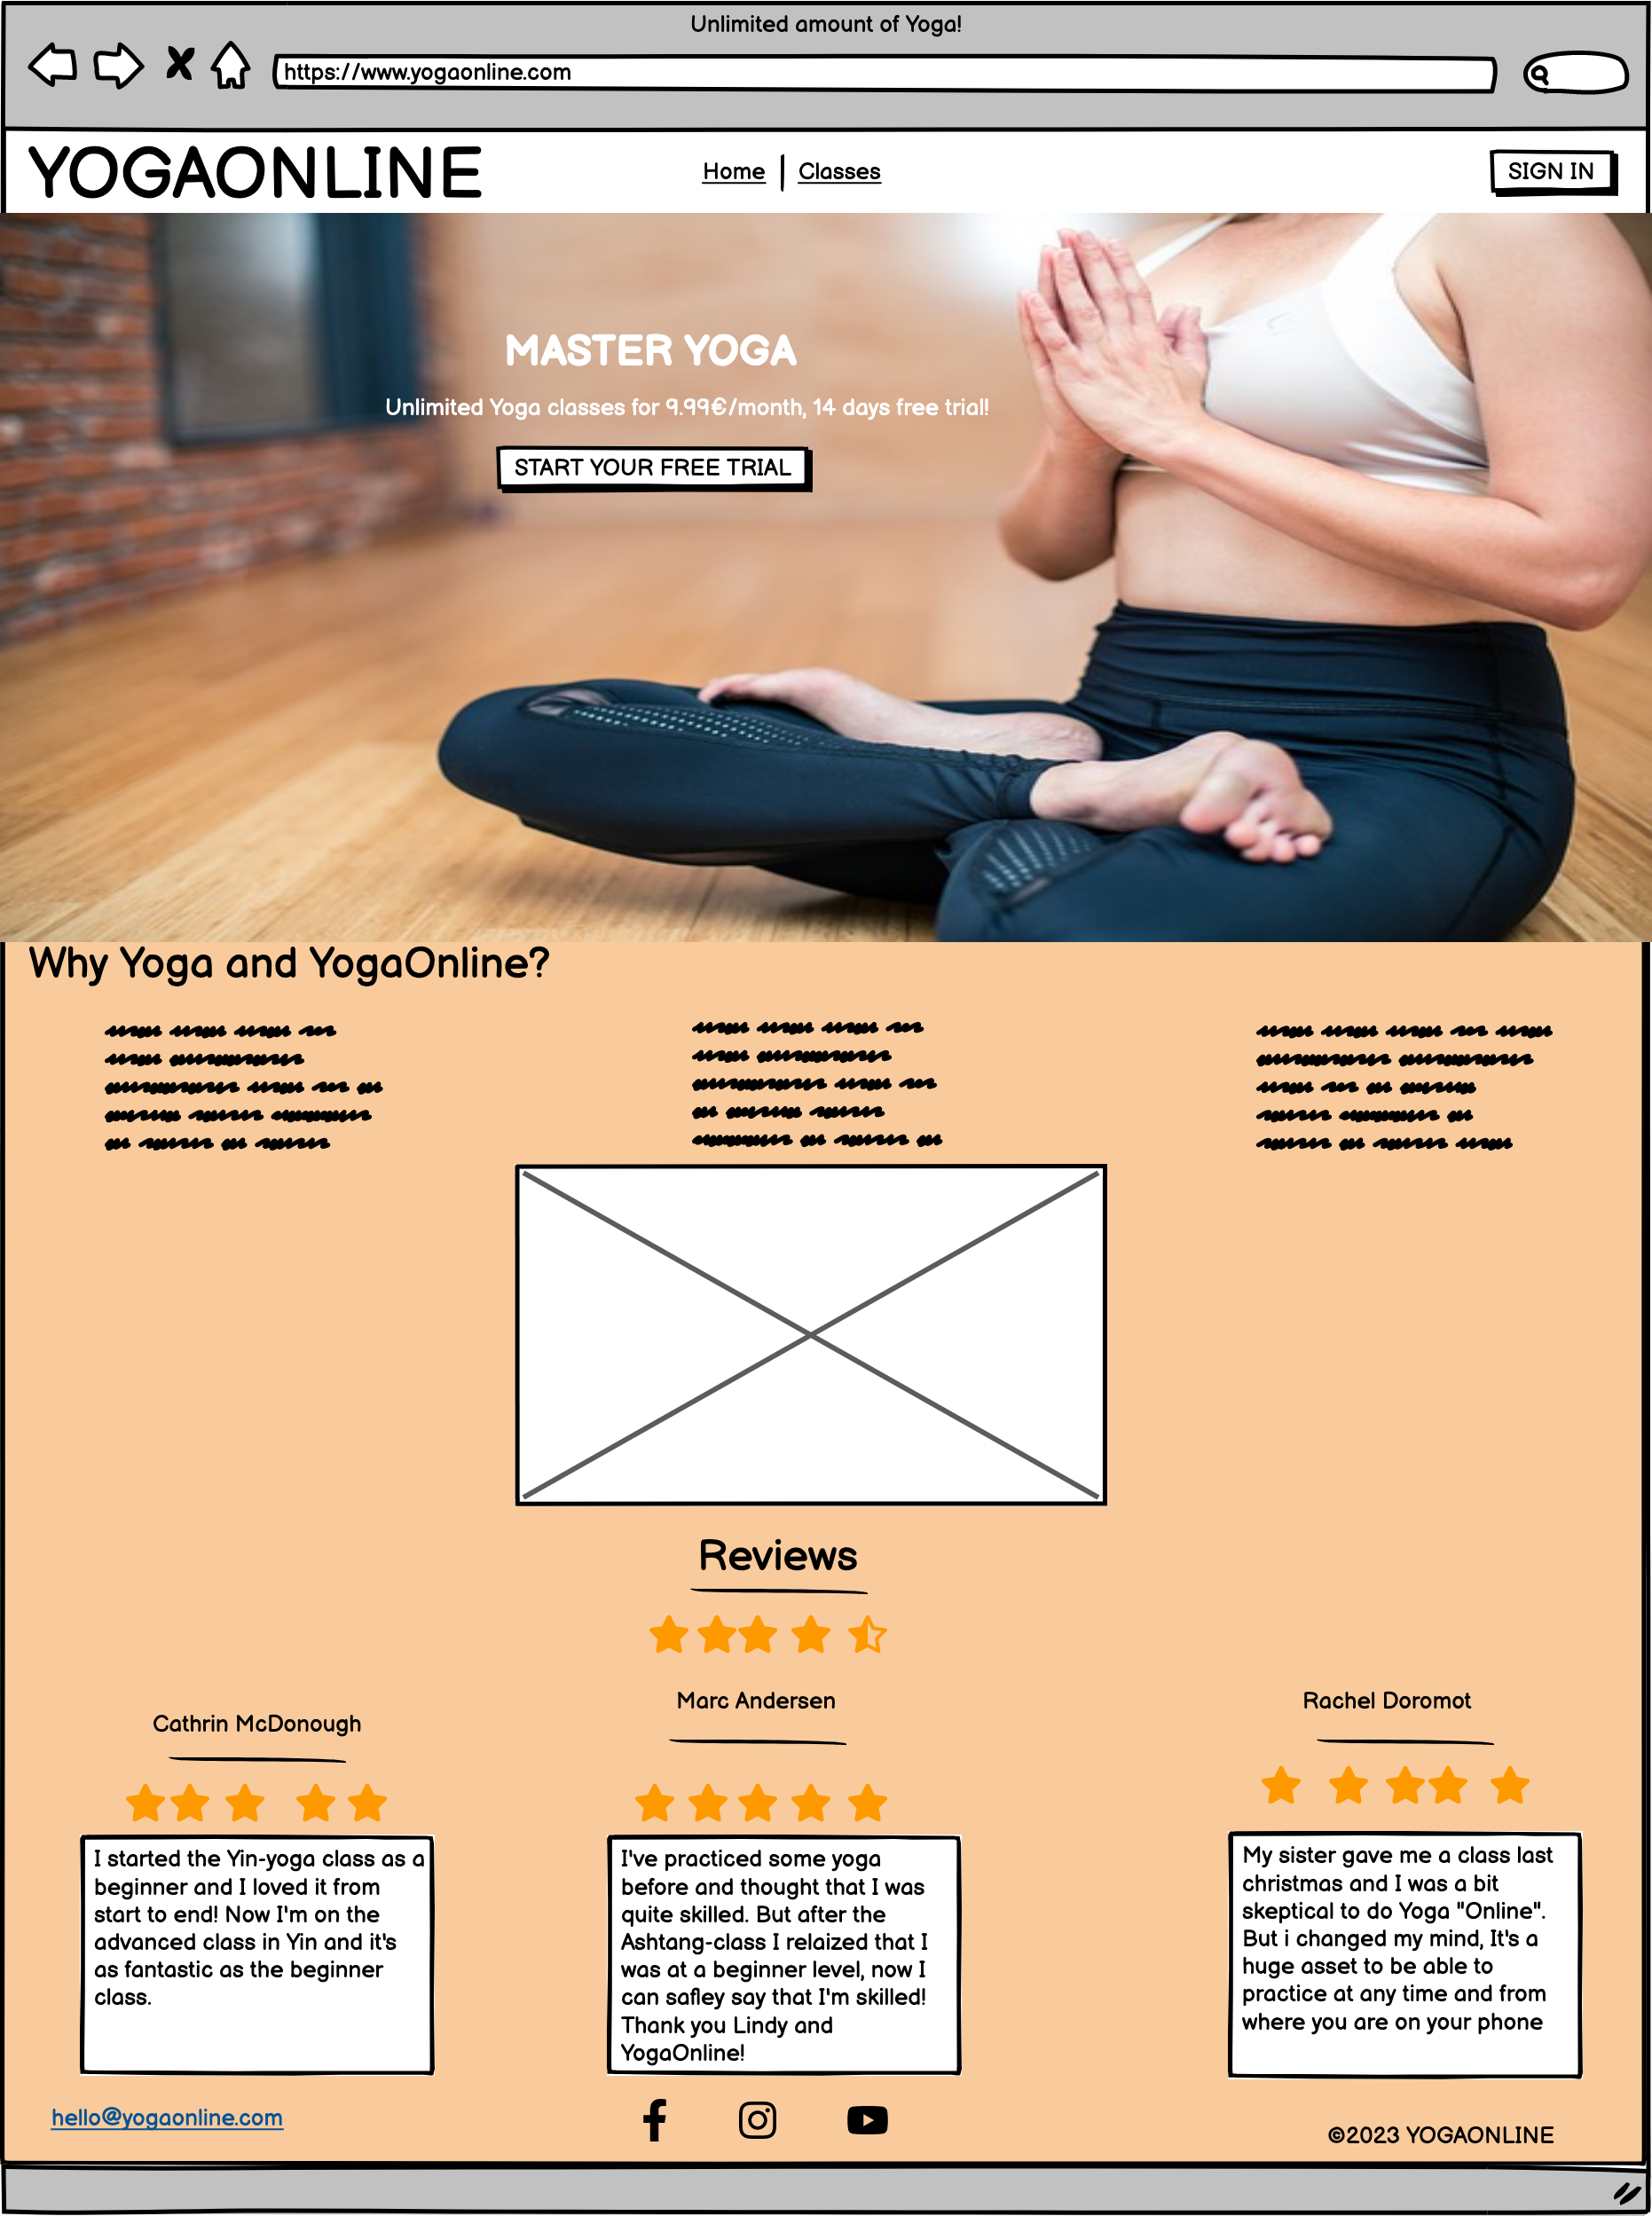 Unlimited amount of Yoga!
https://www.yogaonline.com
YOGAONLINE
Home | Classes
SIGN IN
MASTER YOGA
Unlimited Yoga classes for 9.99€/month, 14 days free trial!
START YOUR FREE TRIAL
Why Yoga and YogaOnline?
Reviews
Cathrin McDonough
I started the Yin-yoga class as a
beginner and I loved it from
start to end! Now I'm on the
advanced class in Yin and it's
as fantastic as the beginner
class.
Marc Andersen
I've practiced some yoga
before and thought that I was
quite skilled. But after the
Ashtang-class I relaized that I
was at a beginner level, now I
can safley say that I'm skilled!
Thank you Lindy and
YogaOnline!
Rachel Doromot
My sister gave me a class last
christmas and I was a bit
skeptical to do Yoga "Online".
But i changed my mind, It's a
huge asset to be able to
practice at any time and from
where you are on your phone
hello@yogaonline.com
©2023 YOGAONLINE